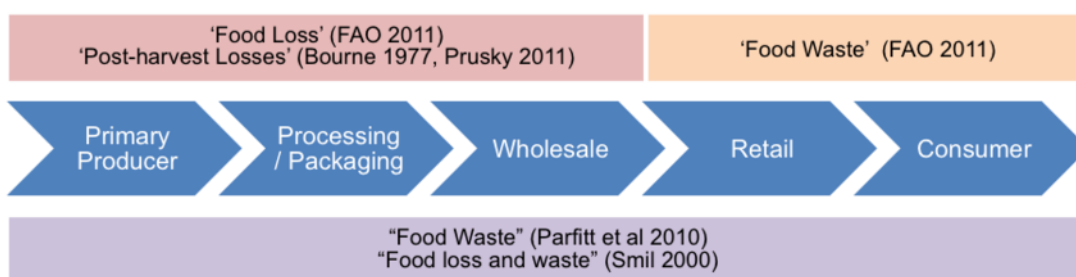 ‘Food Loss’ (FAO 2011)
‘Post-harvest Losses’ (Bourne 1977, Prusky 2011)
‘Food Waste’ (FAO 2011)
Primary
Producer
Processing
/ Packaging
Wholesale
Retail
Consumer
“Food Waste” (Parfitt et al 2010)
“Food loss and waste” (Smil 2000)